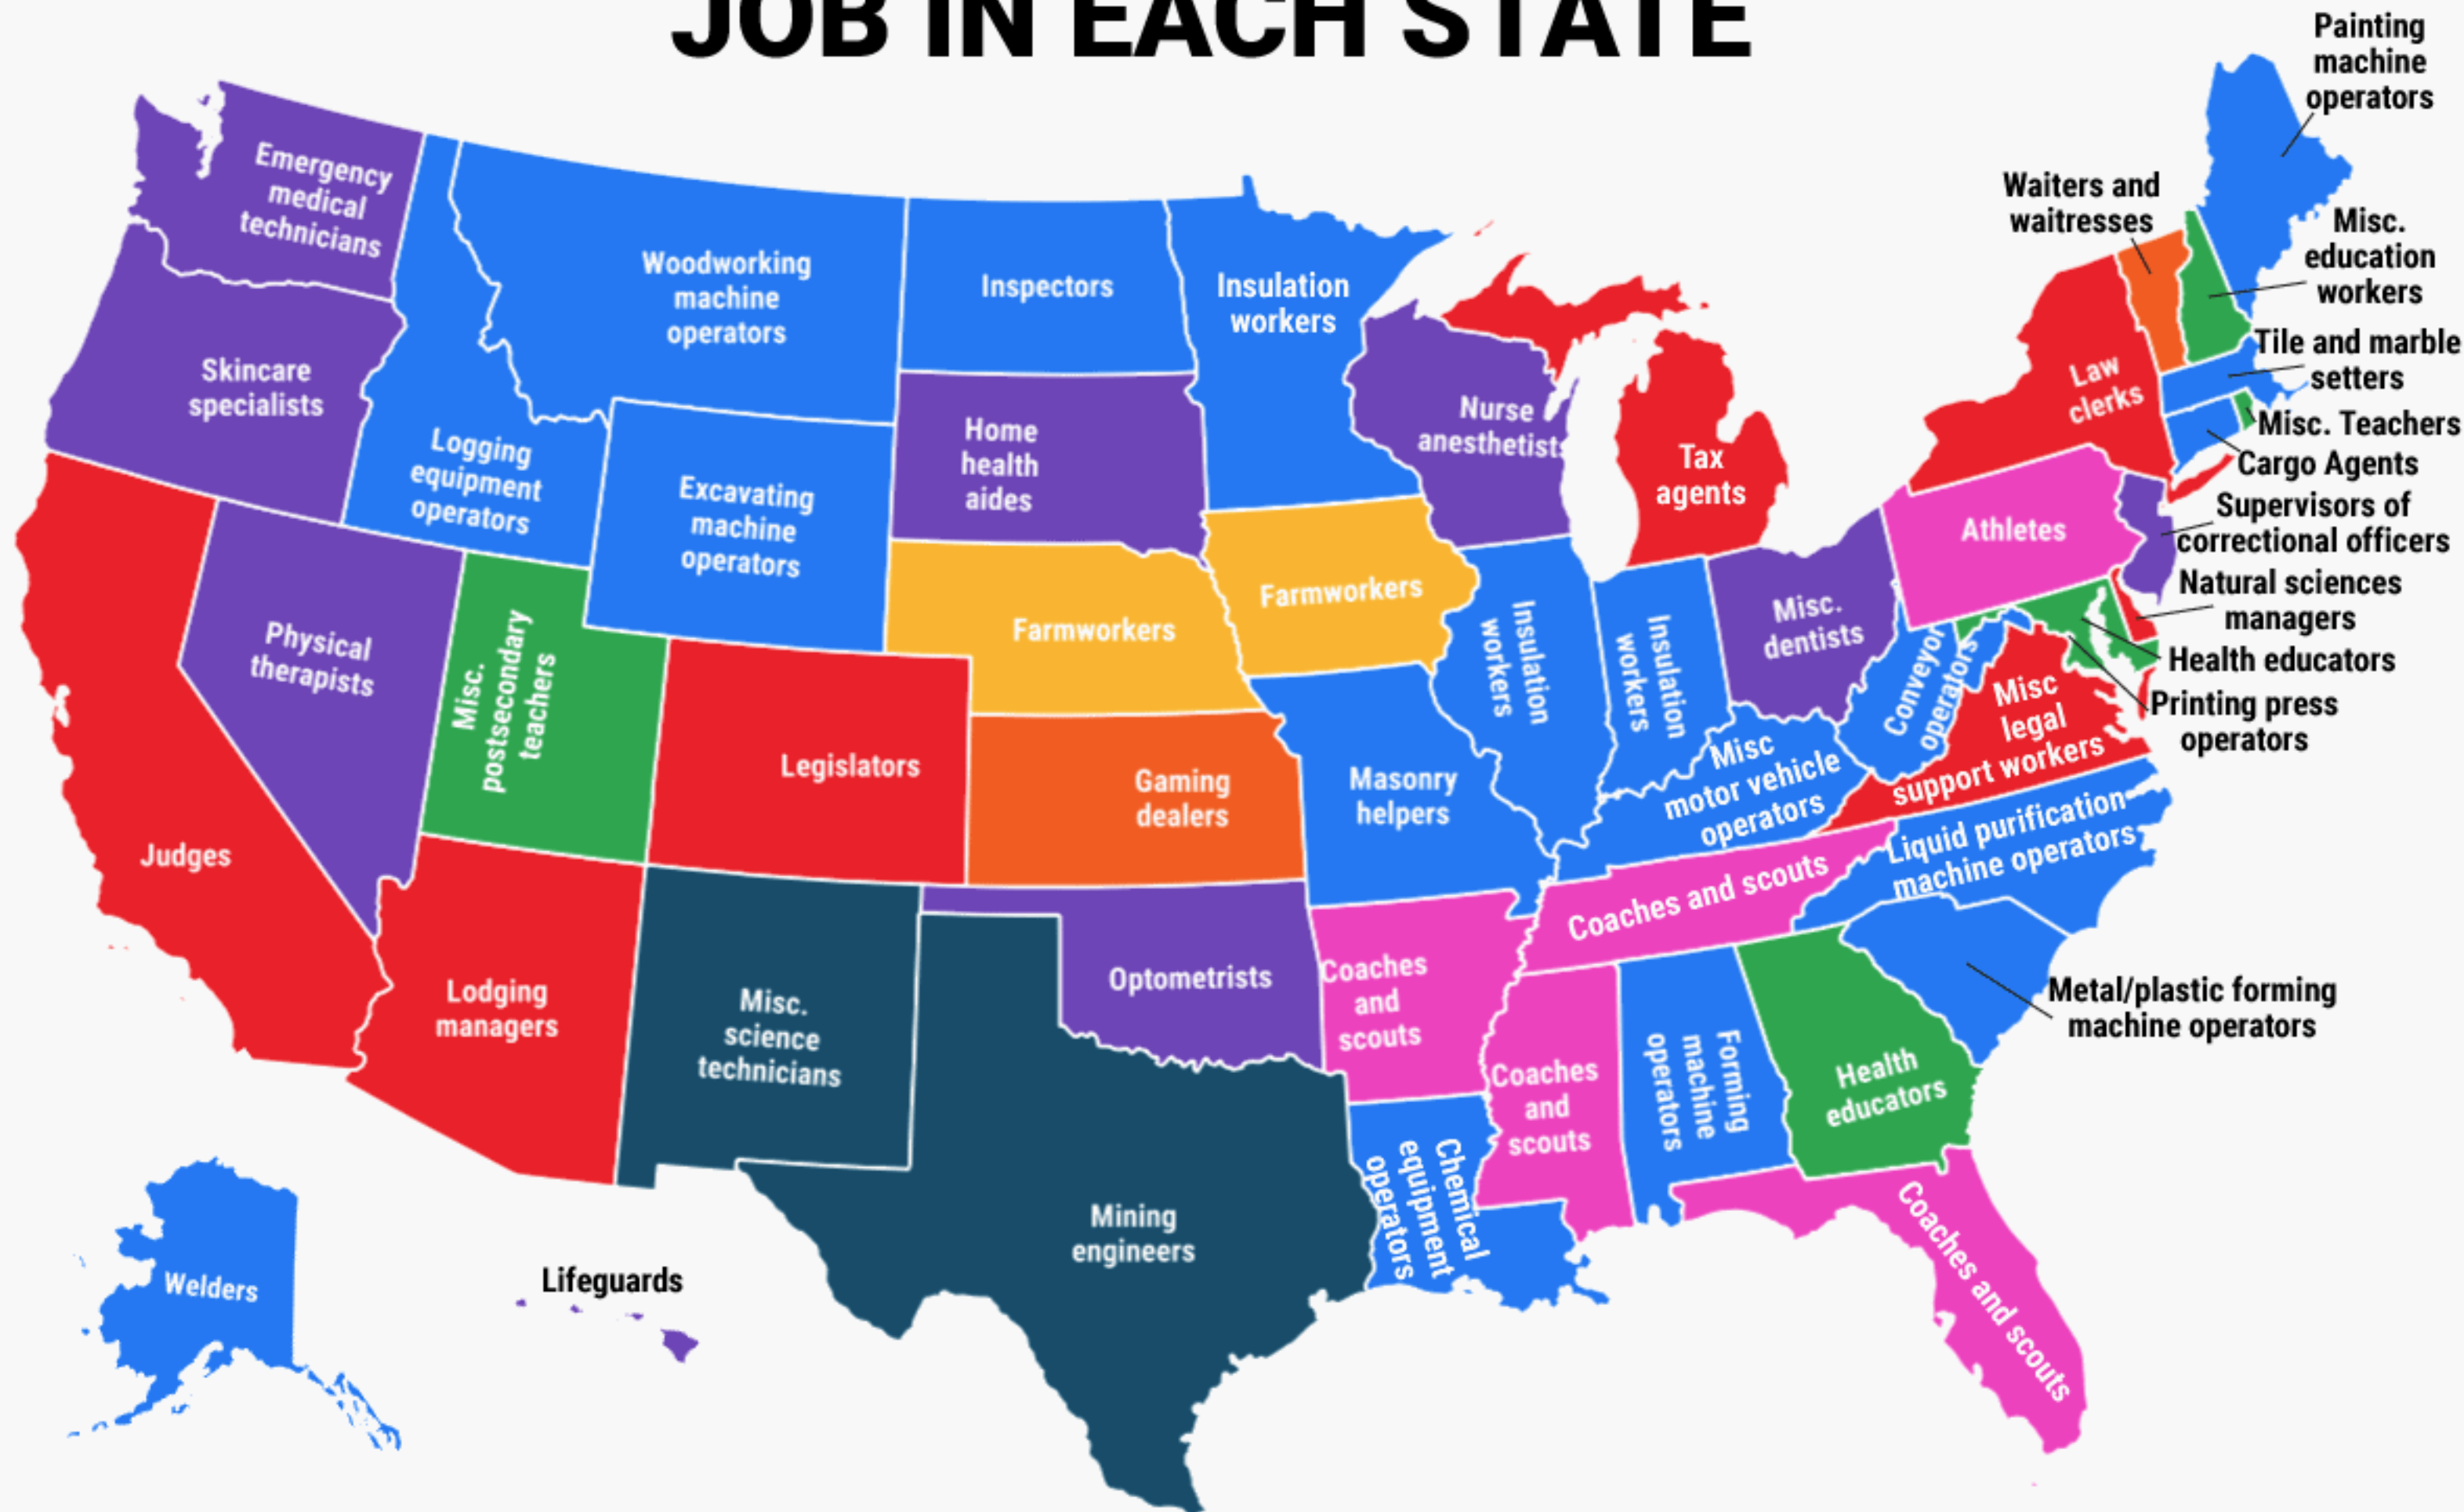 JOB IN EACH STATE
Painting
machine
operators
Emergency
medical
technicians
Waiters and
waitresses
Misc.
education
workers
Woodworking
machine
operators
Inspectors
Insulation
workers
Skincare
specialists
Tile and marble
setters
Law
clerks
Nurse
anesthetists
Misc. Teachers
Home
health
aides
Logging
equipment
operators
Tax
agents
Cargo Agents
Excavating
machine
operators
Supervisors of
correctional officers
Athletes
Natural sciences
managers
Farmworkers
Farmworkers
Misc.
dentists
Physical
therapists
Misc.
postsecondary
teachers
Insulation
workers
Insulation
workers
Conveyor
operators
Health educators
Misc
legal
support workers
Printing press
operators
Legislators
Gaming
dealers
Masonry
helpers
Misc
motor vehicle
operators
Judges
Liquid purification
machine operators
Coaches and scouts
Lodging
managers
Misc.
science
technicians
Optometrists
Coaches
and
scouts
Metal/plastic forming
machine operators
Coaches
and
scouts
Forming
machine
operators
Health
educators
Chemical
equipment
operators
Mining
engineers
Welders
Lifeguards
Coaches and scouts